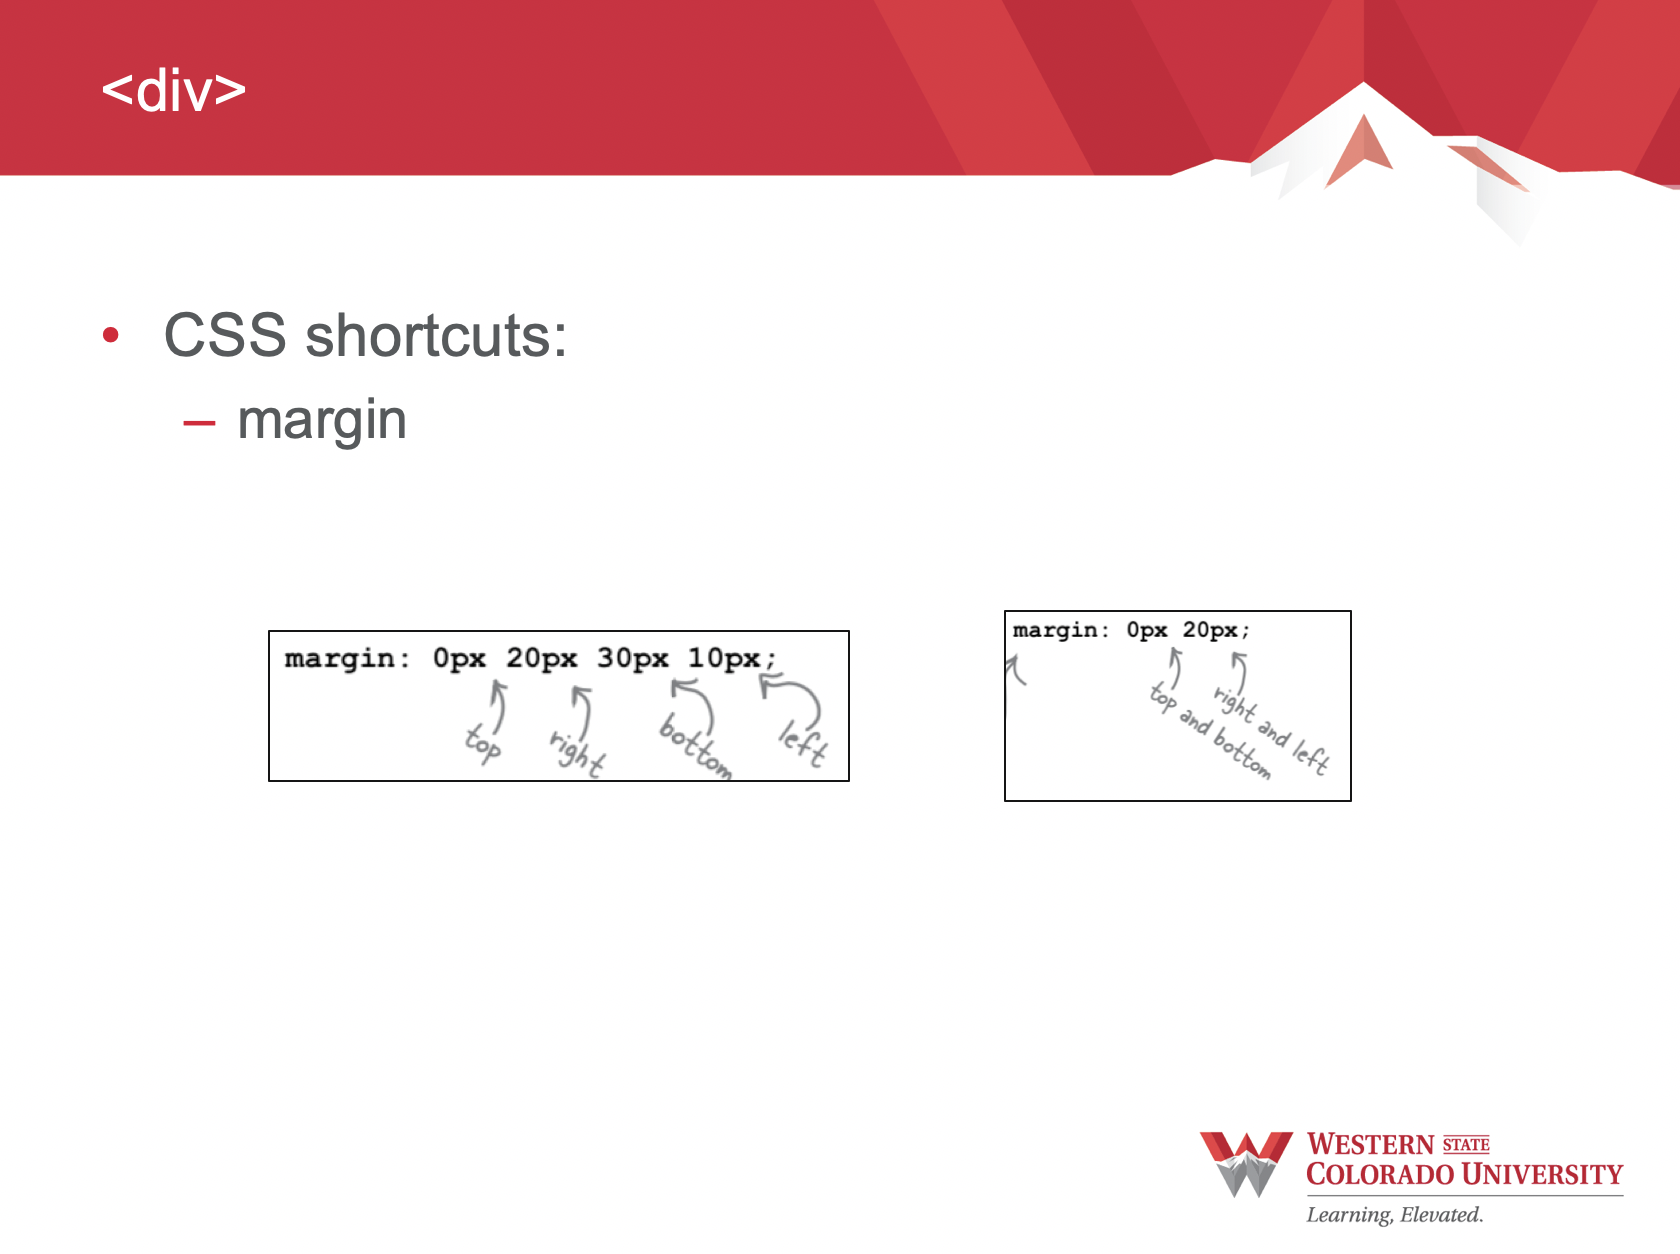 <div>
• CSS shortcuts:
– margin
margin: 0px 20px 30px 10px;
top right bottom left
margin: 0px 20px;
top and bottom
right and left
WESTERN STATE
COLORADO UNIVERSITY
Learning, Elevated.